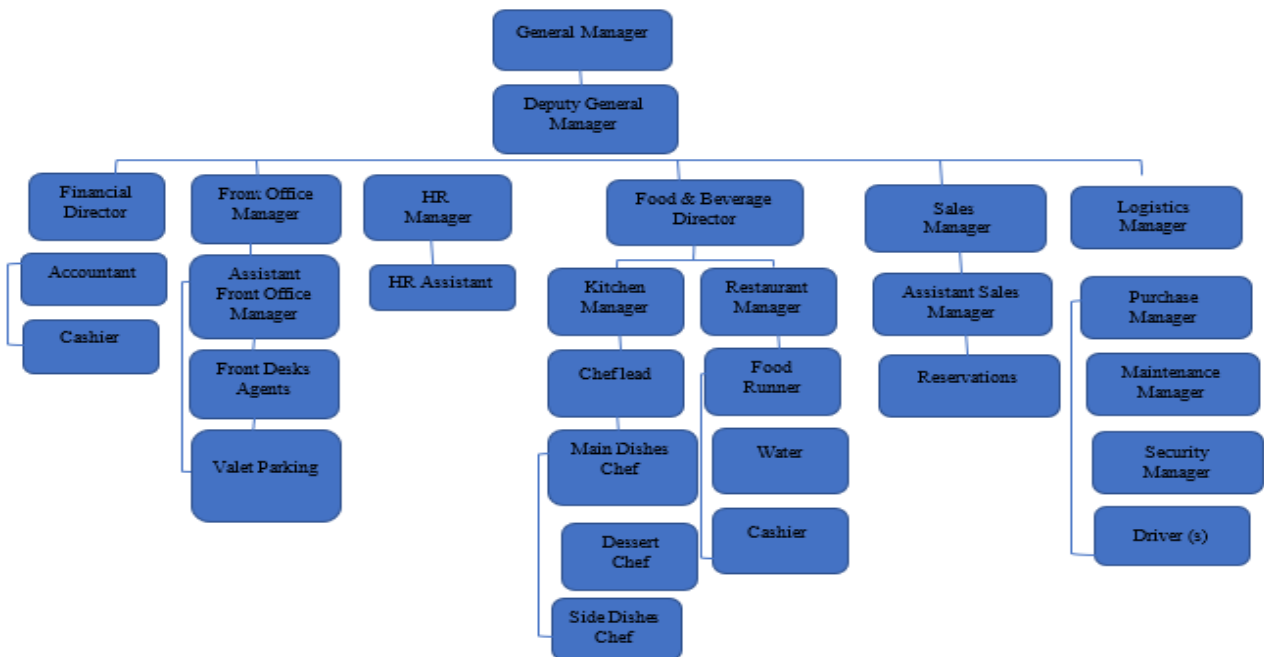 General Manager
Deputy General
Manager
Financial
Director
Front Office
Manager
HR
Manager
Food & Beverage
Director
Sales
Manager
Logistics
Manager
Accountant
Cashier
Assistant
Front Office
Manager
Front Desks
Agents
Valet Parking
HR Assistant
Kitchen
Manager
Chef lead
Main Dishes
Chef
Dessert
Chef
Side Dishes
Chef
Restaurant
Manager
Food
Runner
Water
Cashier
Assistant Sales
Manager
Reservations
Purchase
Manager
Maintenance
Manager
Security
Manager
Driver (s)